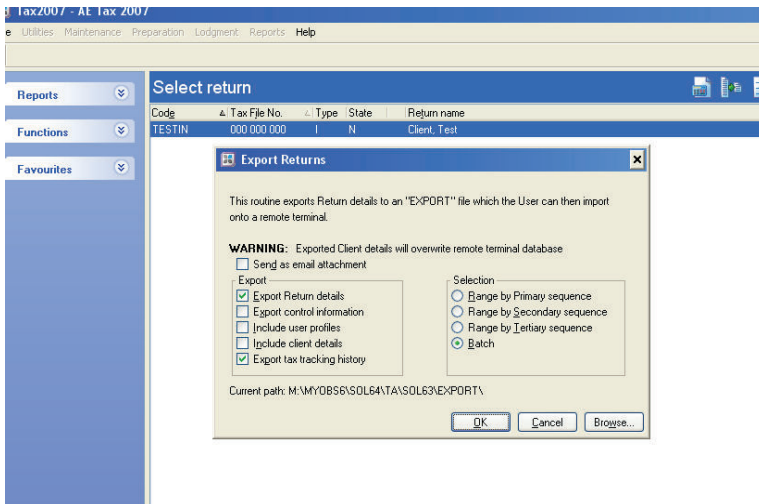 Tax2007 - AE Tax 2007
e Utilities Maintenance Preparation Lodgment Reports Help
Reports
Functions
Favourites
Select return
Code Tax File No. Type State Return name
TESTIN 000 000 000 I N Client, Test
Export Returns
This routine exports Return details to an "EXPORT" file which the User can then import
onto a remote terminal.
WARNING: Exported Client details will overwrite remote terminal database
Send as email attachment
Export
Export Return details
Export control information
Include user profiles
Include client details
Export tax tracking history
Selection
Range by Primary sequence
Range by Secondary sequence
Range by Tertiary sequence
Batch
Current path: M:\MYOBS6\SOL64\TA\SOL63\EXPORT\
OK Cancel Browse...